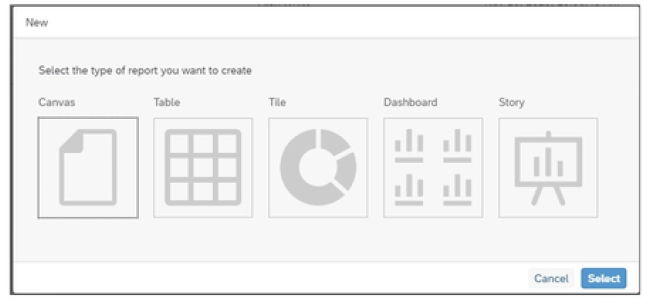 New
Select the type of report you want to create
Canvas Table Tile Dashboard Story
Cancel Select